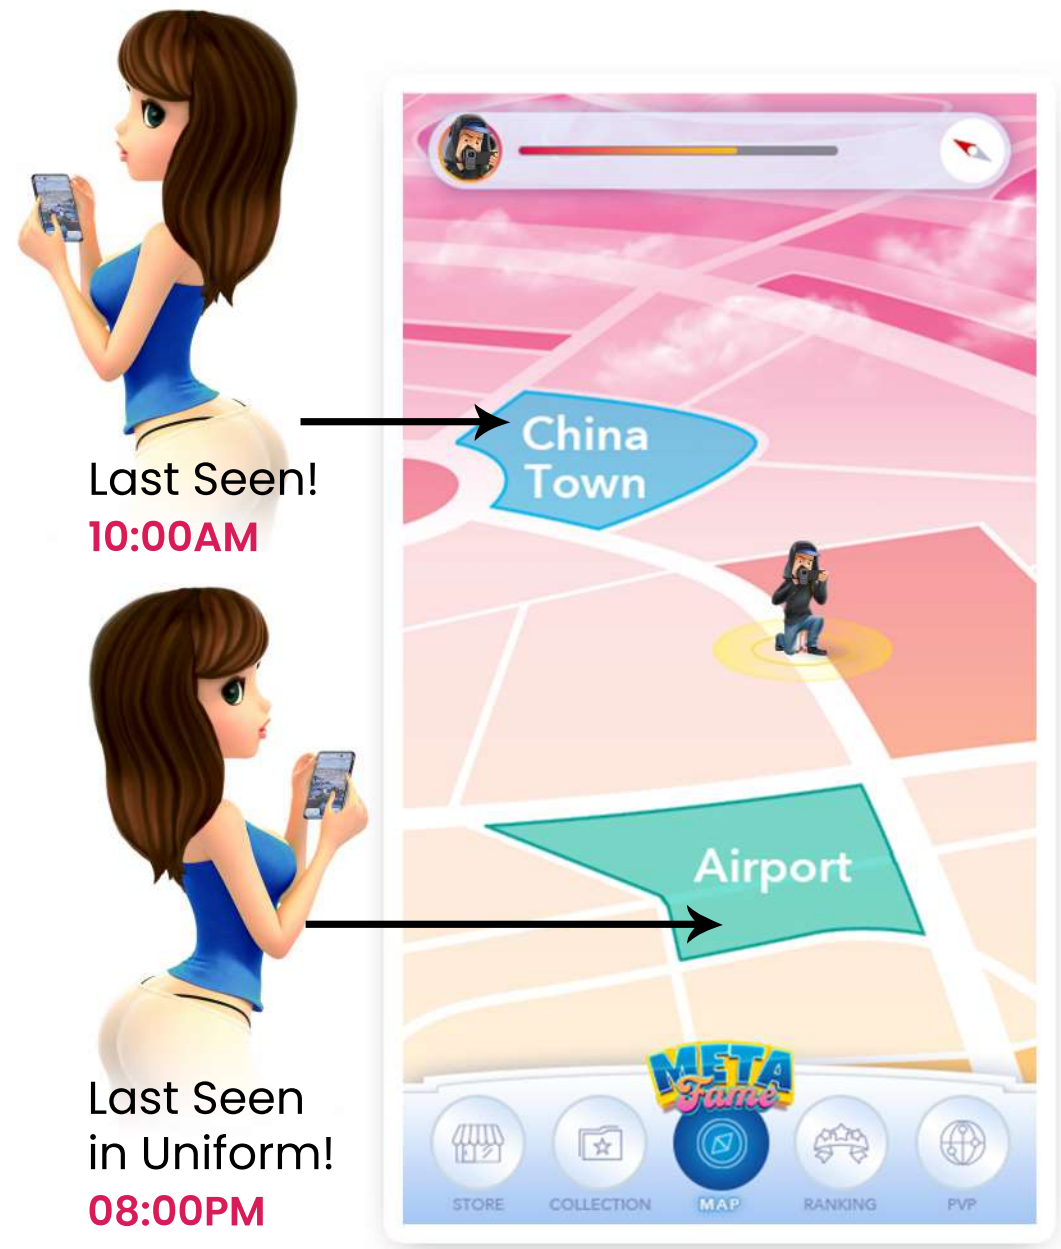 Last Seen!
10:00AM
China
Town
Last Seen
in Uniform!
08:00PM
Airport
META
Fame
STORE
COLLECTION
MAP
RANKING
PVP